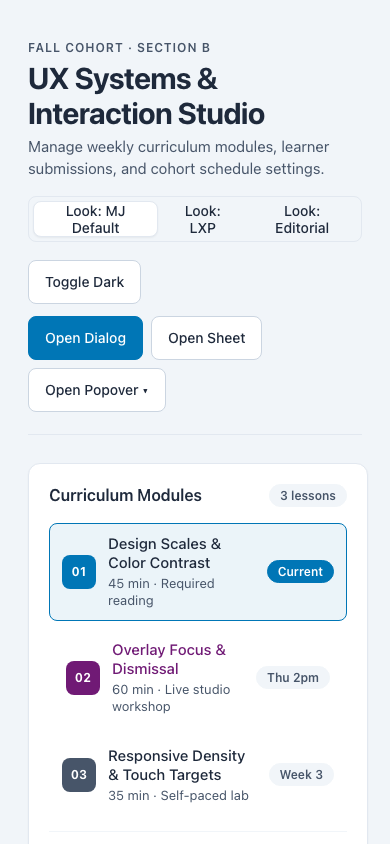 FALL COHORT · SECTION B
UX Systems &
Interaction Studio
Manage weekly curriculum modules, learner
submissions, and cohort schedule settings.
Look: MJ
Default
Look:
LXP
Look:
Editorial
Toggle Dark
Open Dialog
Open Sheet
Open Popover ▾
Curriculum Modules
3 lessons
01
Design Scales &
Color Contrast
45 min · Required
reading
Current
02
Overlay Focus &
Dismissal
60 min · Live studio
workshop
Thu 2pm
03
Responsive Density
& Touch Targets
35 min · Self-paced lab
Week 3